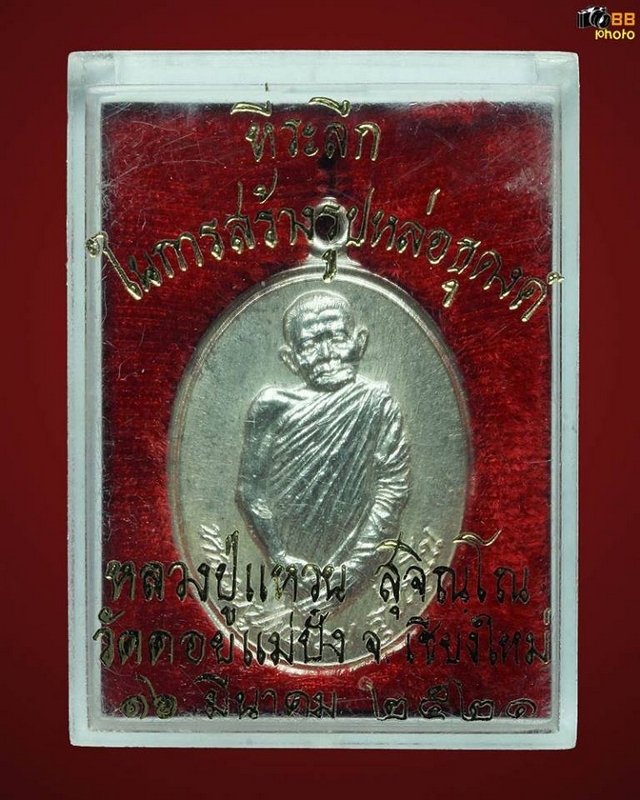 BB
photo
ที่ระลึก
ในการสร้างรูปหล่อธุดงค์
หลวงปู่แหวน สุจิณโณ
วัดดอยแม่ปั๋ง จ. เชียงใหม่
๑๖ มีนาคม ๒๕๒๑